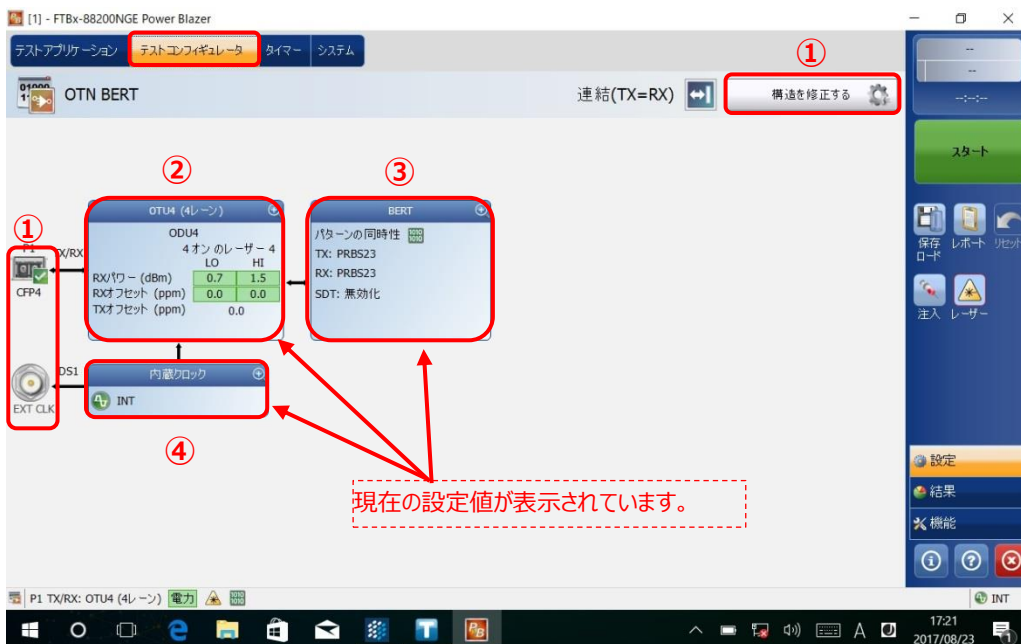 [1] - FTBx-88200NGE Power Blazer
テストアプリケーション テストコンフィギュレータ タイマー システム
①
OTN BERT 連結(TX=RX) 構造を修正する
--
--
--:--:--
スタート
保存
ロード
レポート
リセット
注入
レーザー
②
③
①
P1
TX/RX
CFP4
OTU4 (4レーン)
ODU4
4オン のレーザー 4
LO HI
RXパワー (dBm) 0.7 1.5
RXオフセット (ppm) 0.0 0.0
TXオフセット (ppm) 0.0
BERT
パターンの同時性
TX: PRBS23
RX: PRBS23
SDT: 無効化
DS1
EXT CLK
内蔵クロック
INT
④
現在の設定値が表示されています。
設定
結果
機能
P1 TX/RX: OTU4 (4レーン) 電力
INT
A
17:21
2017/08/23